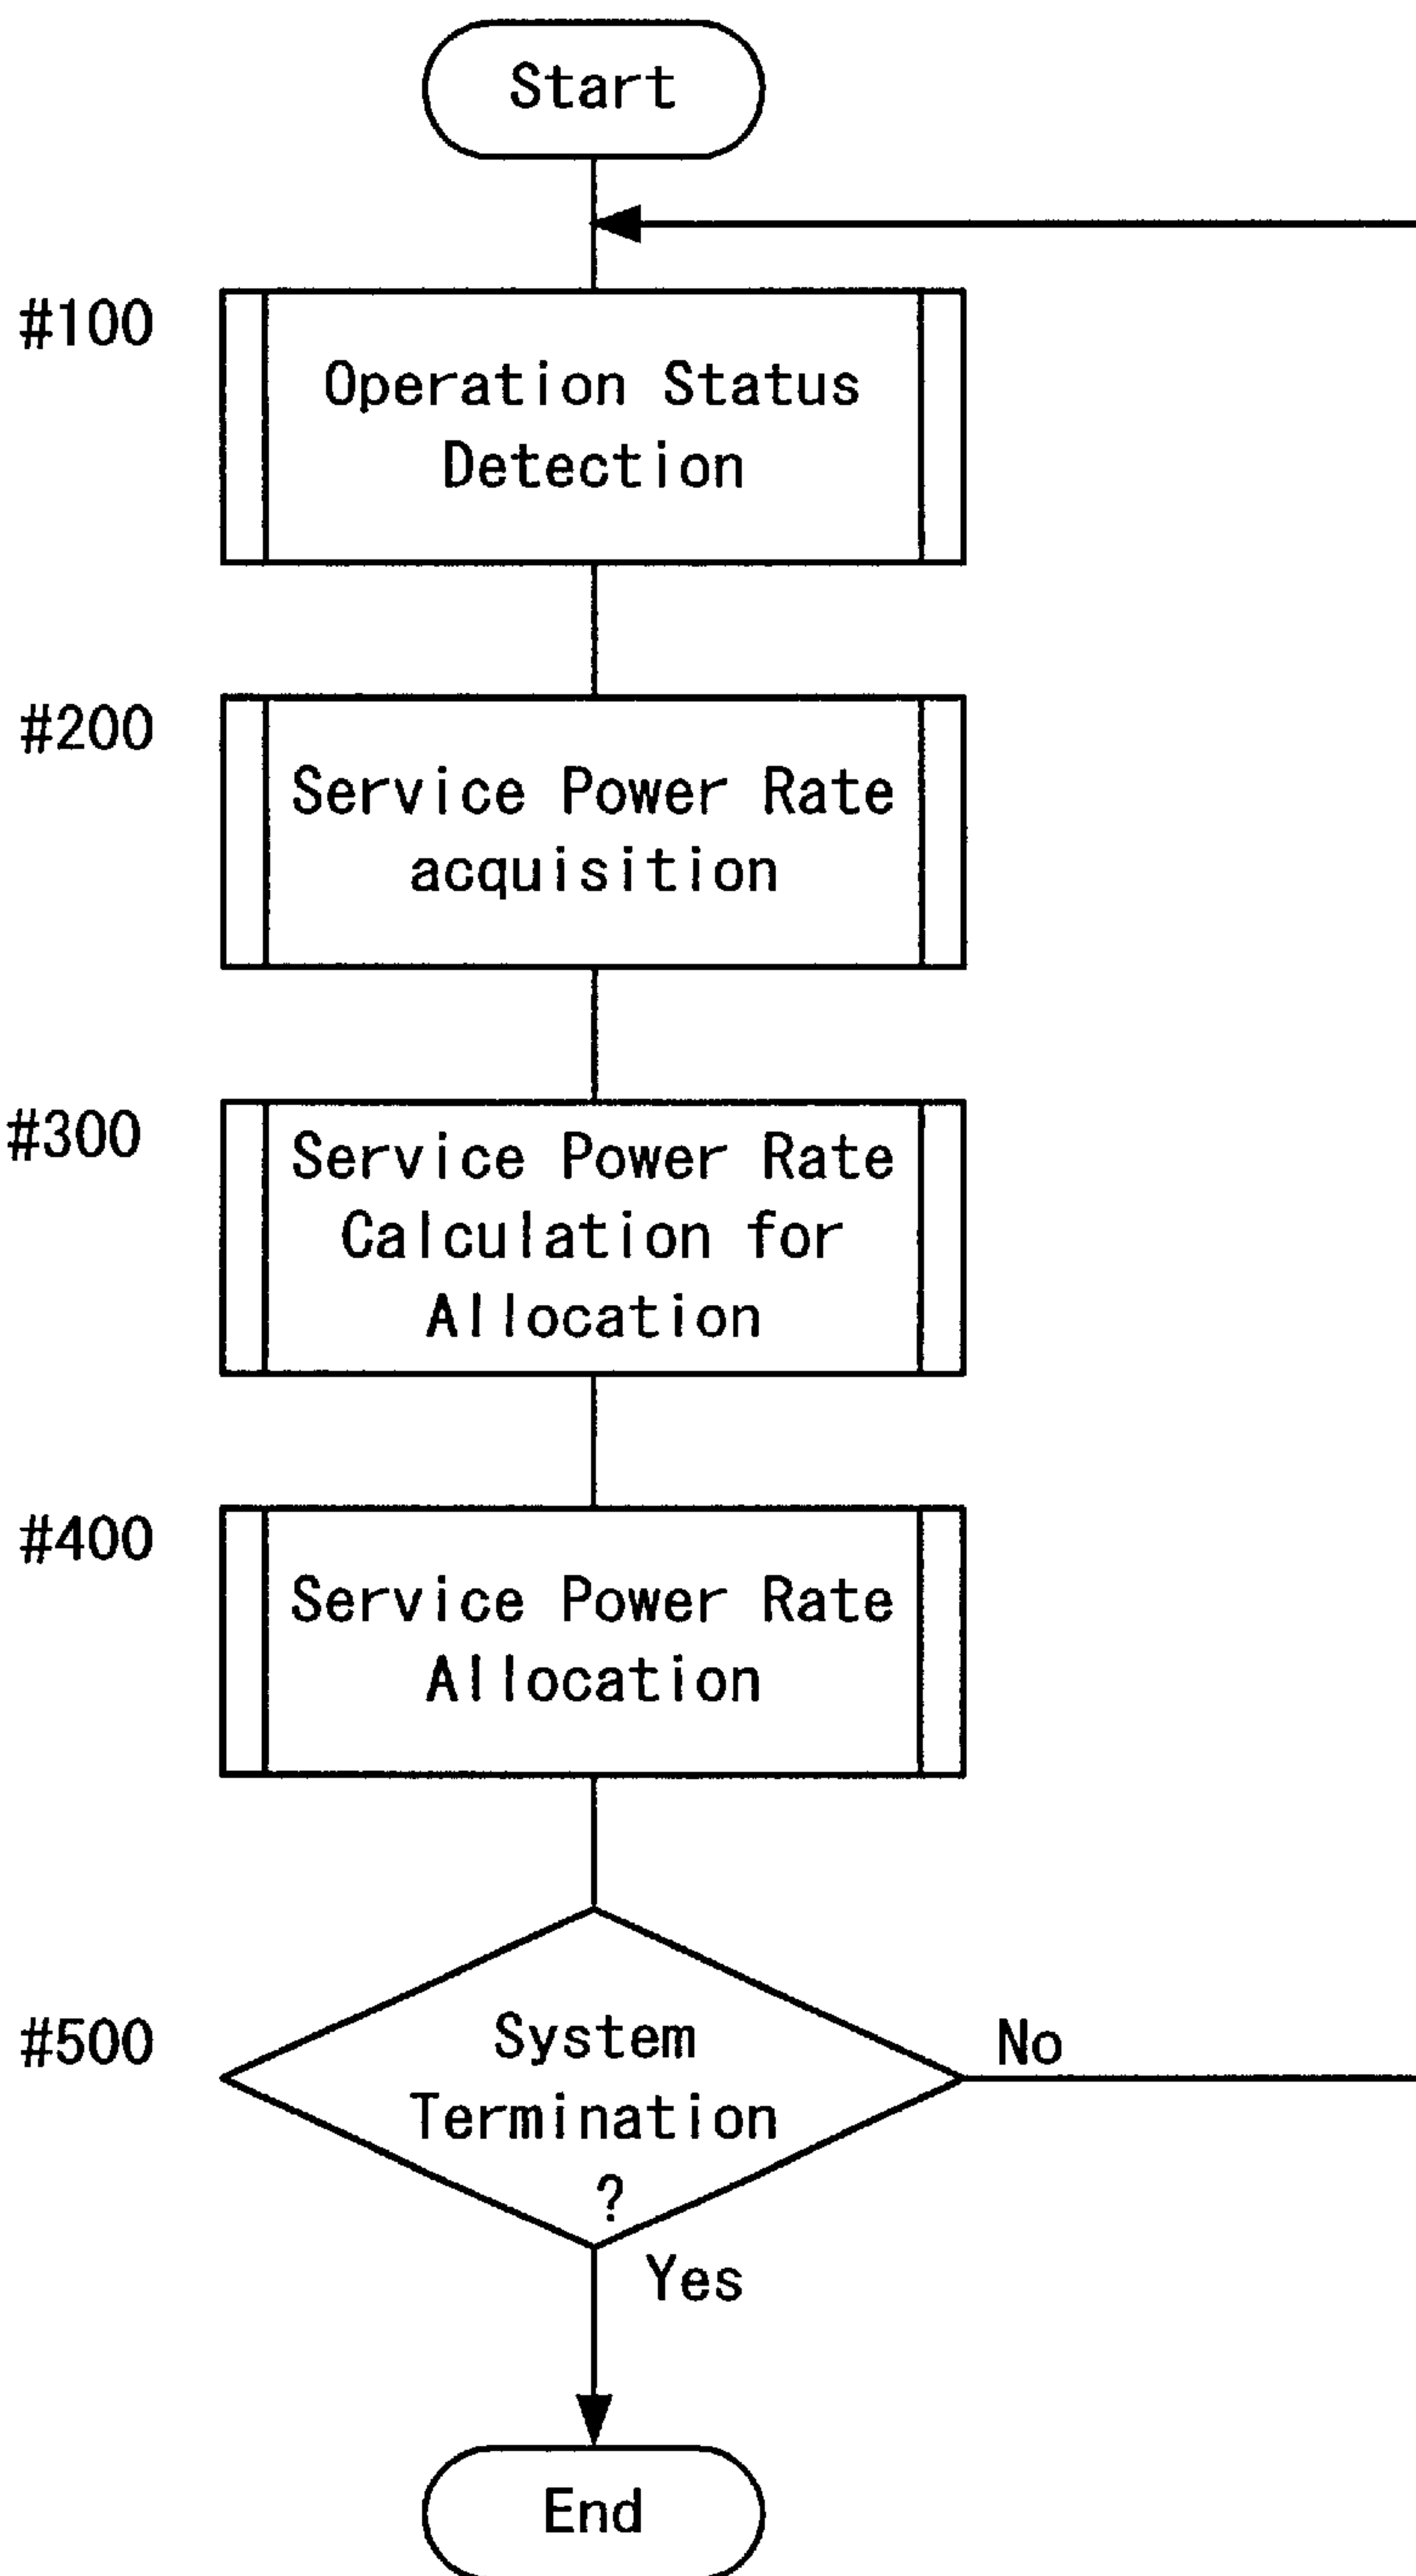 Start
#100
Operation Status
Detection
#200
Service Power Rate
acquisition
#300
Service Power Rate
Calculation for
Allocation
#400
Service Power Rate
Allocation
#500
System
Termination
?
No
Yes
End